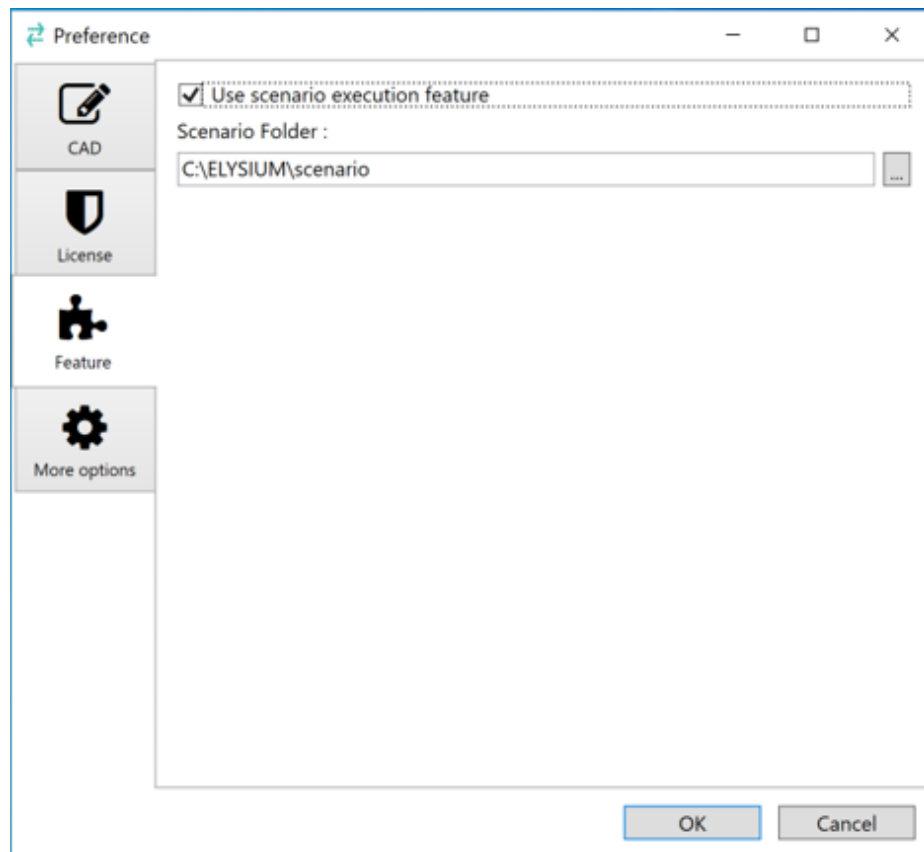 Preference
CAD
License
Feature
More options
Use scenario execution feature
Scenario Folder :
C:\ELYSIUM\scenario
...
OK
Cancel